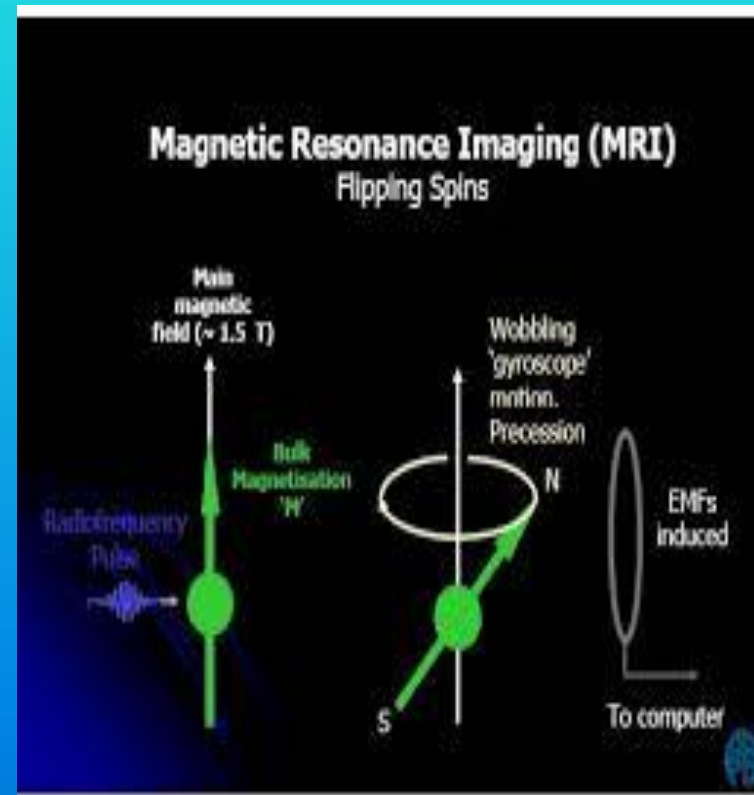 Magnetic Resonance Imaging (MRI)
Flipping Spins
Main
magnetic
field (~ 1.5 T)
Bulk
Magnetisation
'M'
Radiofrequency
Pulse
Wobbling
'gyroscope'
motion.
Precession
N
S
EMFs
induced
To computer